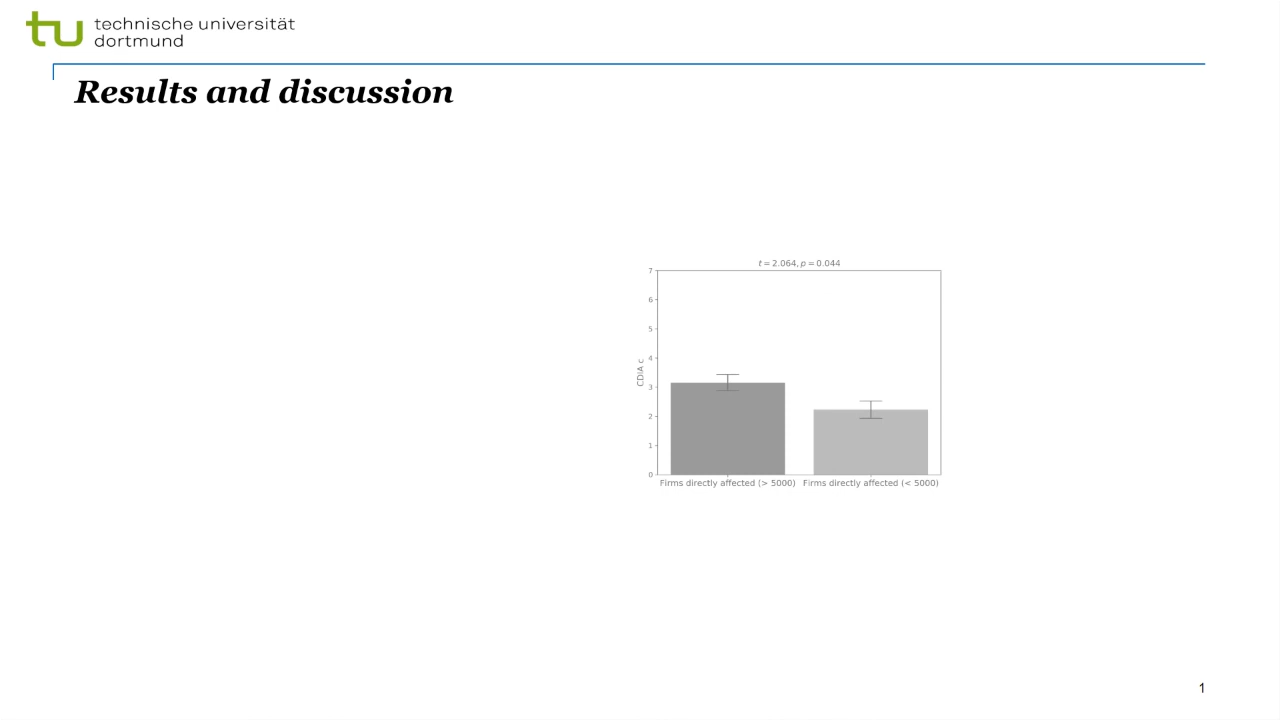 technische universität
dortmund
Results and discussion
t = 2.064, p = 0.044
7
6
5
4
3
2
1
0
CDIA c
Firms directly affected (> 5000) Firms directly affected (< 5000)
1